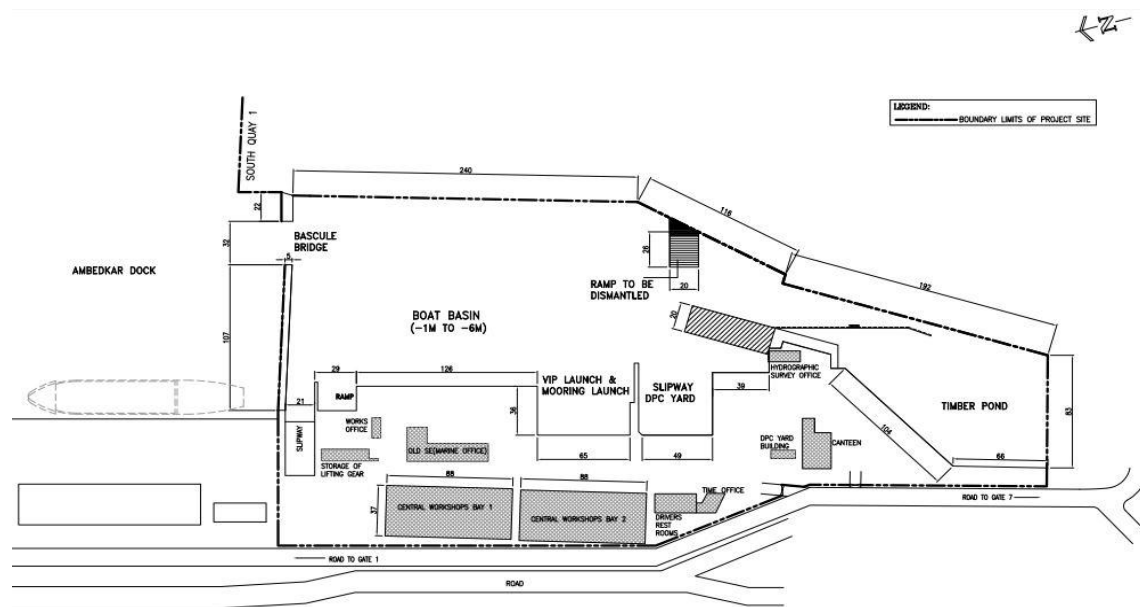 N
LEGEND:
BOUNDARY LIMITS OF PROJECT SITE
SOUTH QUAY 1
240
116
192
22
32
5
107
BASCULE
BRIDGE
AMBEDKAR DOCK
26
20
RAMP TO BE
DISMANTLED
BOAT BASIN
(-1M TO -6M)
20
29
126
VIP LAUNCH &
MOORING LAUNCH
SLIPWAY
DPC YARD
39
HYDROGRAPHIC
SURVEY OFFICE
TIMBER POND
83
21
RAMP
36
104
WORKS
OFFICE
SLIPWAY
OLD SE(MARINE OFFICE)
65
49
DPC YARD
BUILDING
CANTEEN
66
STORAGE OF
LIFTING GEAR
88
88
37
CENTRAL WORKSHOPS BAY 1
CENTRAL WORKSHOPS BAY 2
TIME OFFICE
DRIVERS
REST
ROOMS
ROAD TO GATE 7
ROAD TO GATE 1
ROAD